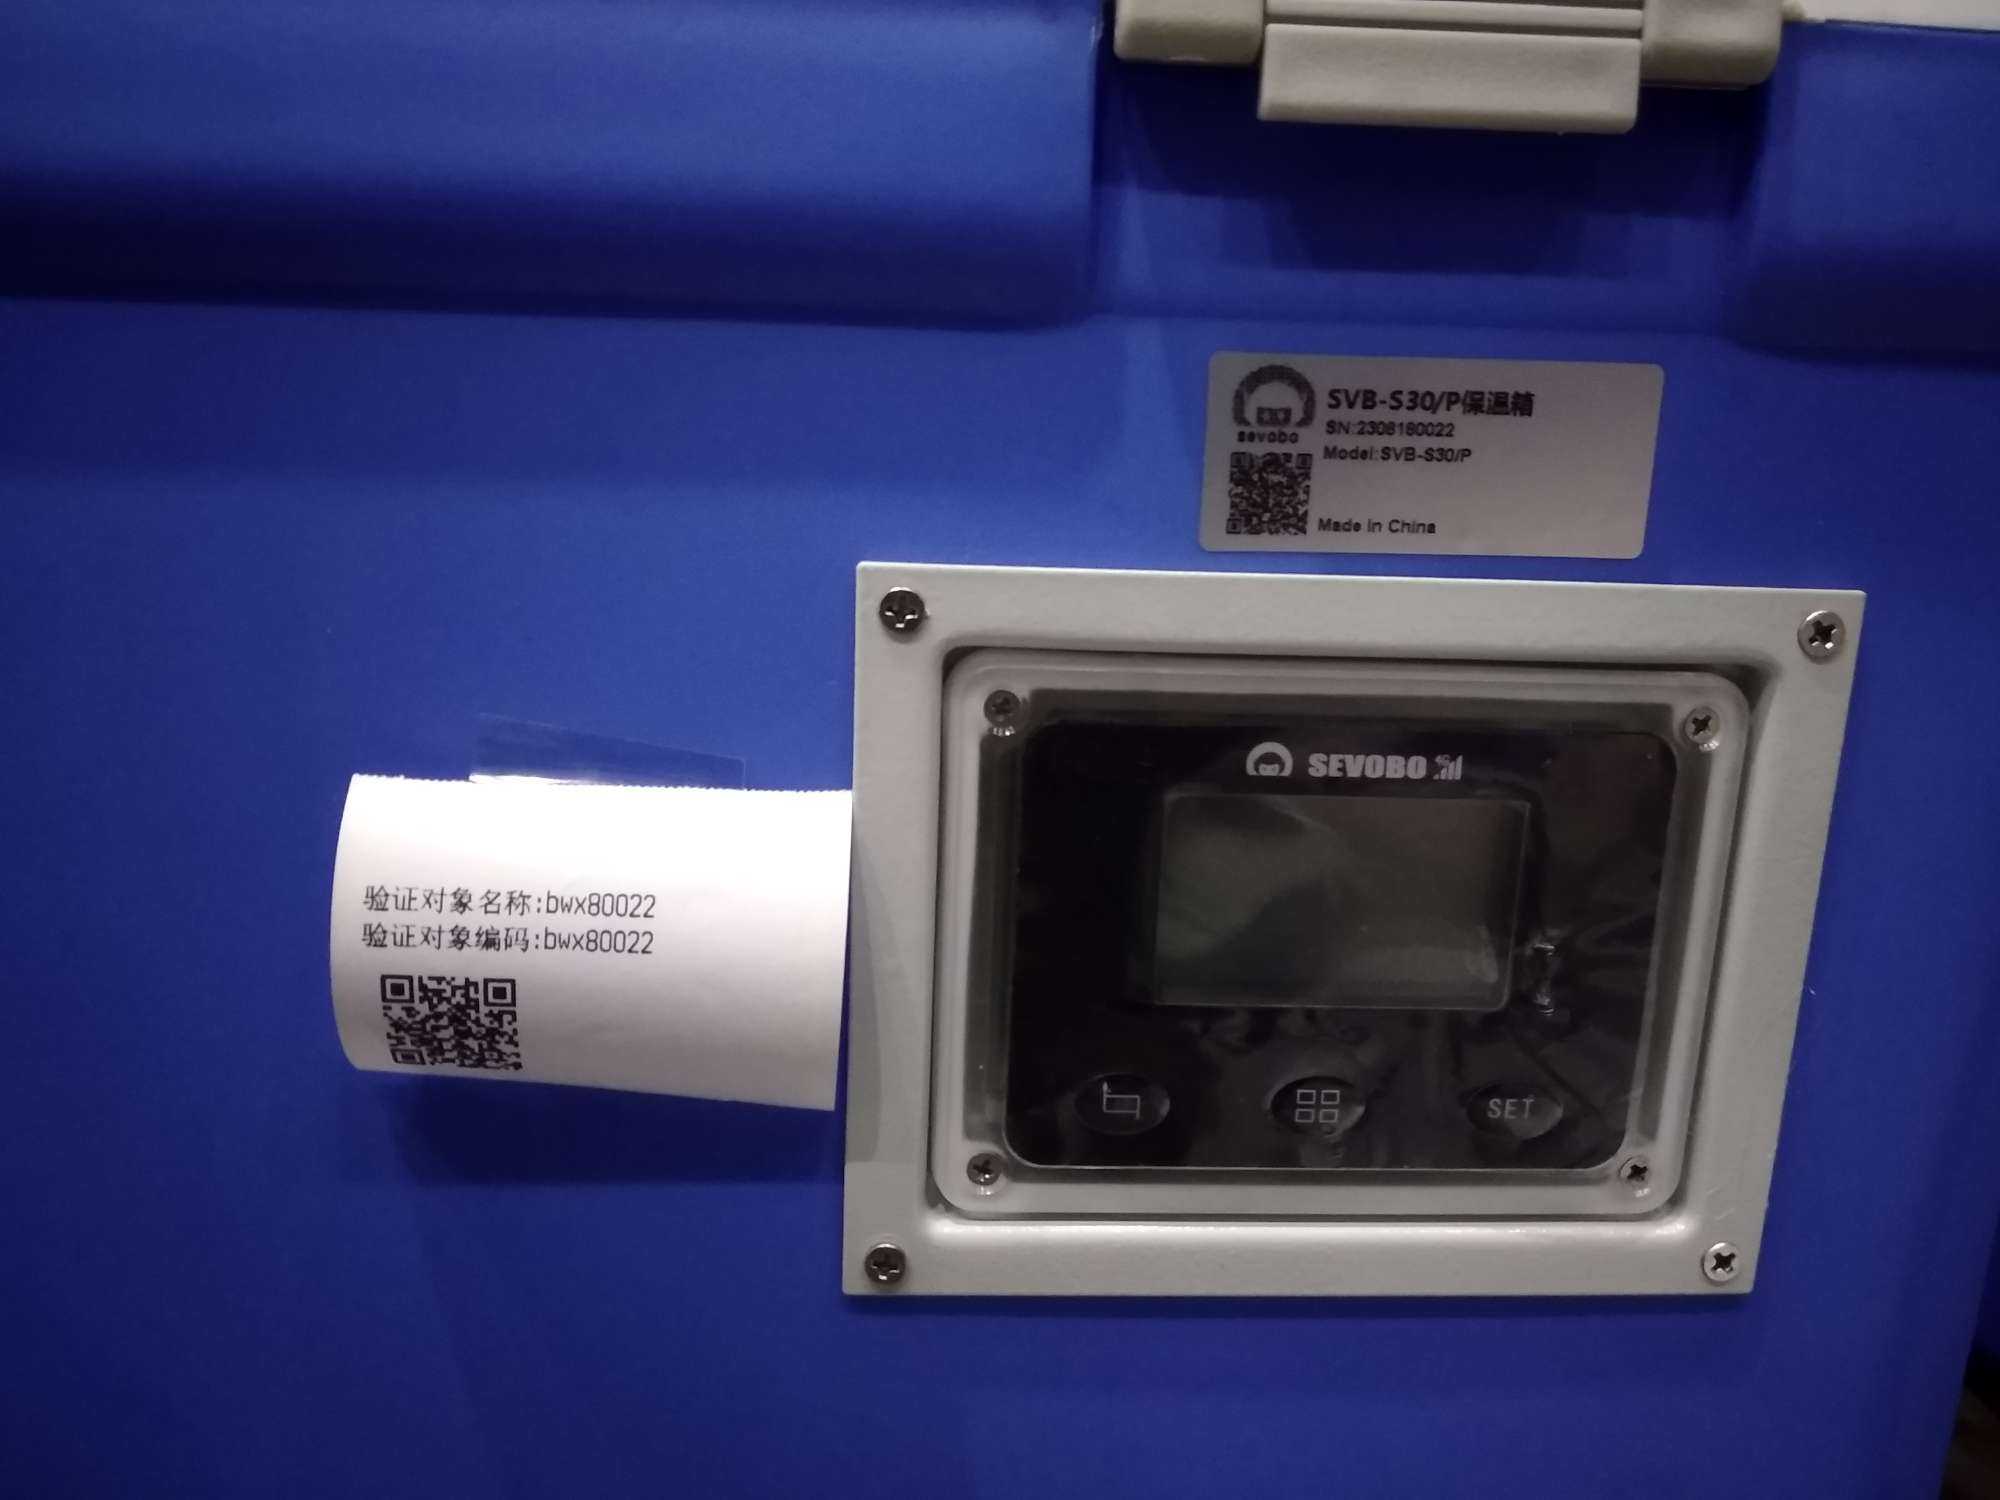 SVB-S30/P保温箱
SN:2308180022
Model:SVB-S30/P
sevobo
Made in China
SEVOBO
验证对象名称:bwx80022
验证对象编码:bwx80022
SET